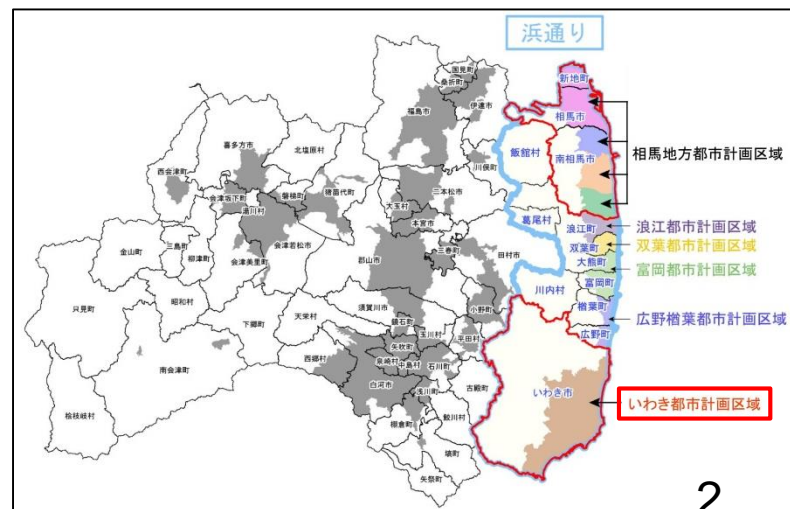 浜通り
新地町
国見町
桑折町
相馬市
伊達市
福島市
相馬地方都市計画区域
喜多方市
北塩原村
飯館村
南相馬市
西会津町
川俣町
磐梯町
猪苗代町
二本松市
会津坂下町
大玉村
湯川村
本宮市
葛尾村
浪江町
浪江都市計画区域
三島町
金山町
柳津町
会津若松市
双葉町
双葉都市計画区域
会津美里町
三春町
田村市
大熊町
郡山市
富岡都市計画区域
川内村
富岡町
只見町
昭和村
須賀川市
小野町
楢葉町
天栄村
鏡石町
広野楢葉都市計画区域
下郷町
玉川村
平田村
広野町
矢吹町
西郷村
泉崎村
中島村
石川町
南会津町
白河市
浅川町
古殿町
いわき市
いわき都市計画区域
檜枝岐村
棚倉町
鮫川村
塙町
矢祭町
2